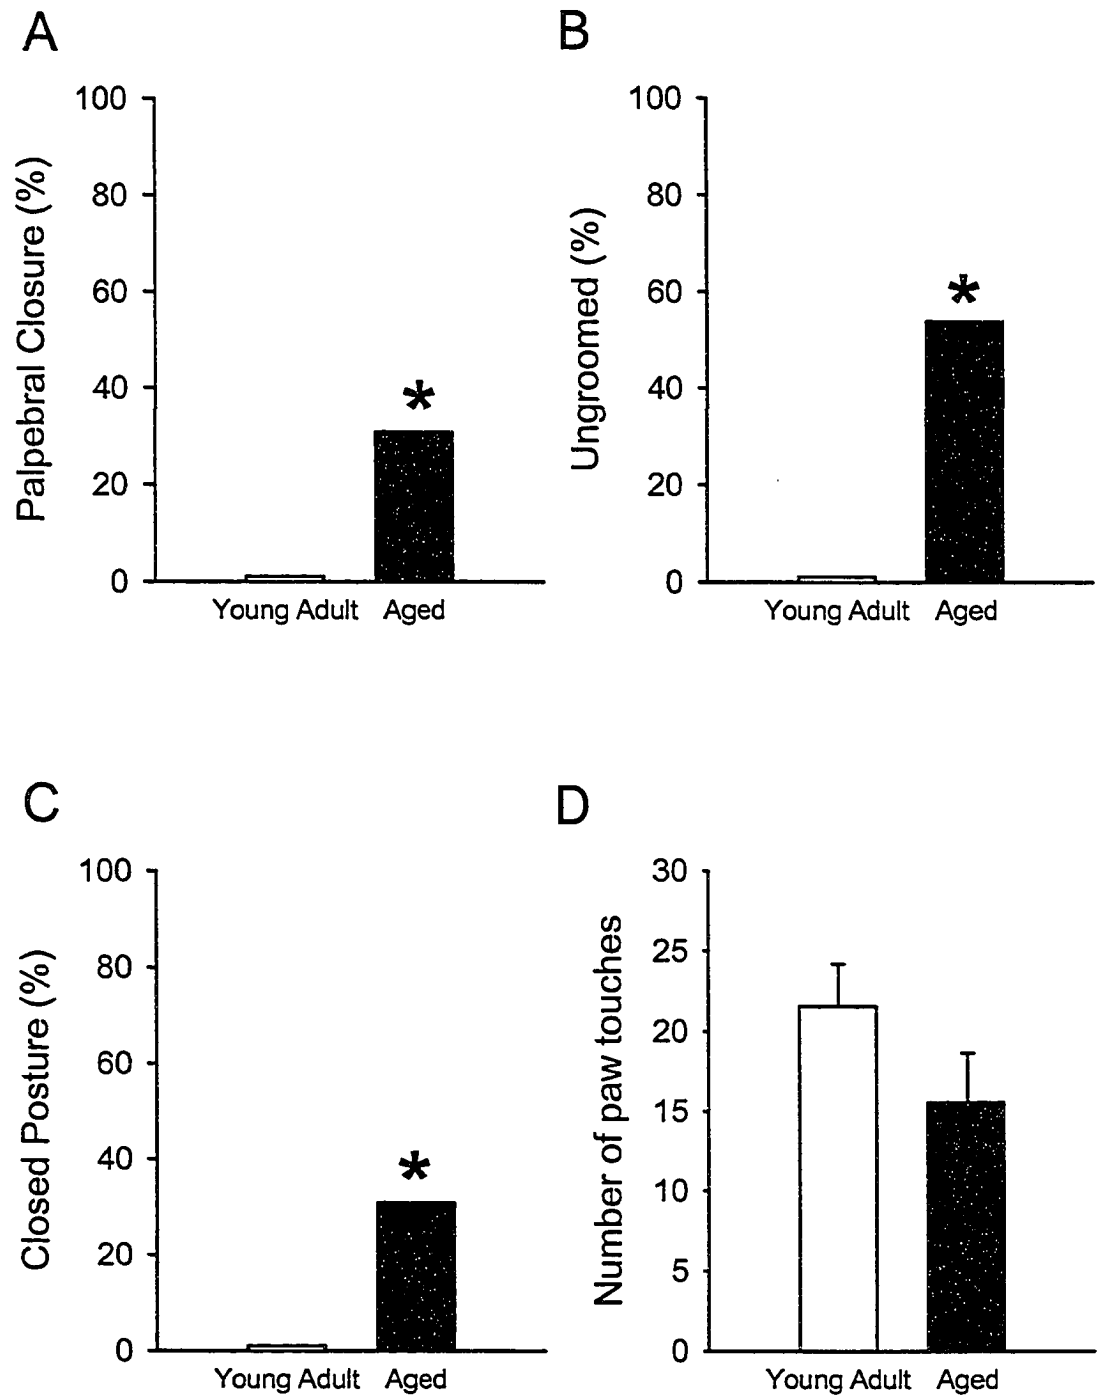 A
Palpebral Closure (%)
100
80
60
40
20
0
*
Young Adult Aged
B
Ungroomed (%)
100
80
60
40
20
0
*
Young Adult Aged
C
Closed Posture (%)
100
80
60
40
20
0
*
Young Adult Aged
D
Number of paw touches
30
25
20
15
10
5
0
Young Adult Aged